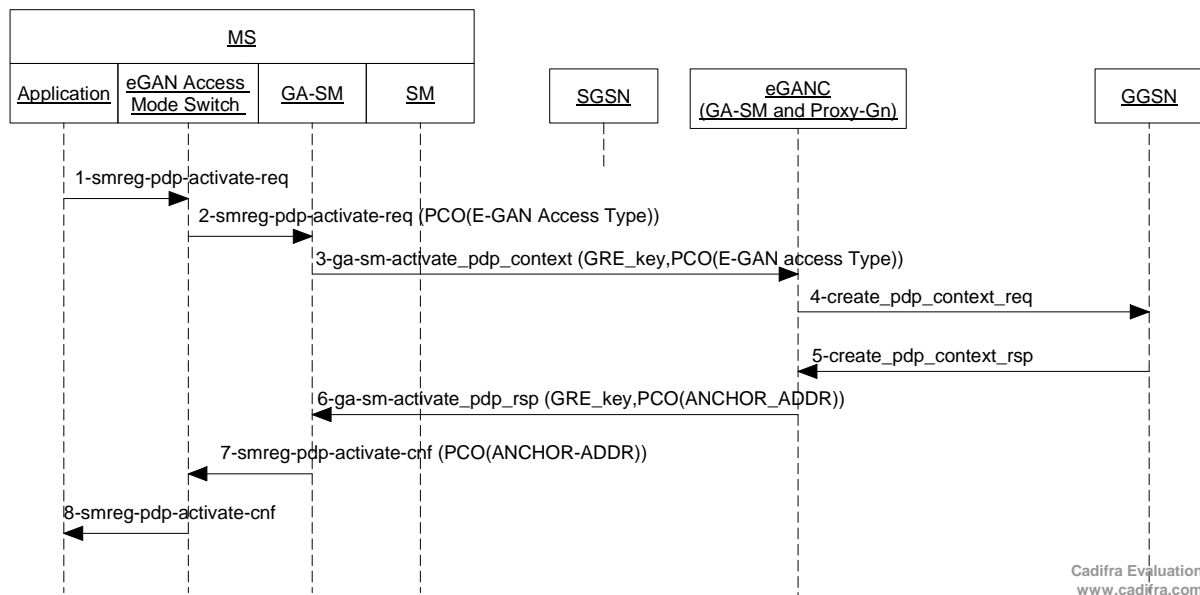 MS
Application
eGAN Access
Mode Switch
GA-SM
SM
SGSN
eGANC
(GA-SM and Proxy-Gn)
GGSN
1-smreg-pdp-activate-req
2-smreg-pdp-activate-req (PCO(E-GAN Access Type))
3-ga-sm-activate_pdp_context (GRE_key,PCO(E-GAN access Type))
4-create_pdp_context_req
5-create_pdp_context_rsp
6-ga-sm-activate_pdp_rsp (GRE_key,PCO(ANCHOR_ADDR))
7-smreg-pdp-activate-cnf (PCO(ANCHOR-ADDR))
8-smreg-pdp-activate-cnf
Cadifra Evaluation
www.cadifra.com